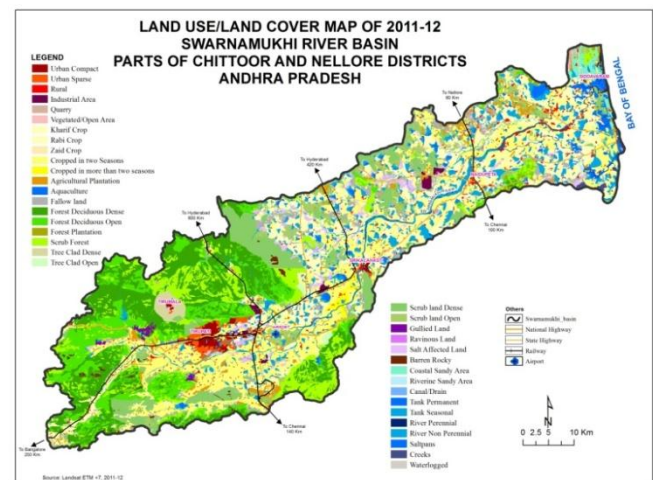 LAND USE/LAND COVER MAP OF 2011-12
SWARNAMUKHI RIVER BASIN
PARTS OF CHITTOOR AND NELLORE DISTRICTS
ANDHRA PRADESH
LEGEND
Urban Compact
Urban Sparse
Rural
Industrial Area
Quarry
Vegetated/Open Area
Kharif Crop
Rabi Crop
Zaid Crop
Cropped in two Seasons
Cropped in more than two seasons
Agricultural Plantation
Aquaculture
Fallow land
Forest Deciduous Dense
Forest Deciduous Open
Forest Plantation
Scrub Forest
Tree Clad Dense
Tree Clad Open
BAY OF BENGAL
To Nellore
To Hyderabad
To Hyderabad
To Chennai
To Chennai
To Bangalore
TIRUMALA
Scrub land Dense
Scrub land Open
Gullied Land
Ravinous Land
Salt Affected Land
Barren Rocky
Coastal Sandy Area
Riverine Sandy Area
Canal/Drain
Tank Permanent
Tank Seasonal
River Perennial
River Non Perennial
Saltpans
Creeks
Waterlogged
Others
Swarnamukhi_basin
National Highway
State Highway
Railway
Airport
N
0 2.5 5 10 Km
Source: Landsat ETM +7, 2011-12